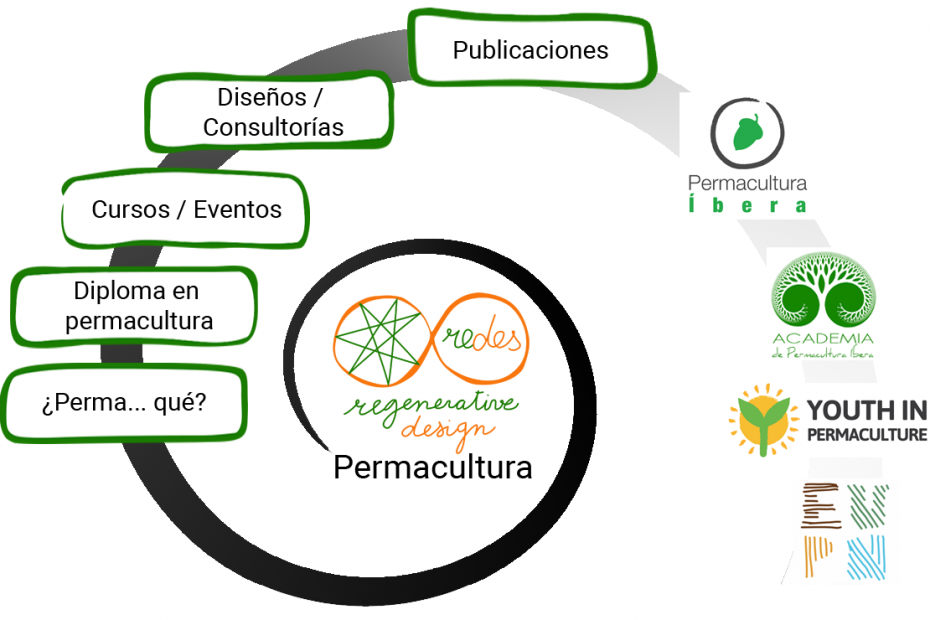 Publicaciones
Diseños /
Consultorías
Cursos / Eventos
Diploma en
permacultura
¿Perma... qué?
redes
regenerative
design
Permacultura
Permacultura
Íbera
ACADEMIA
de Permacultura Íbera
YOUTH IN
PERMACULTURE
EU
PN